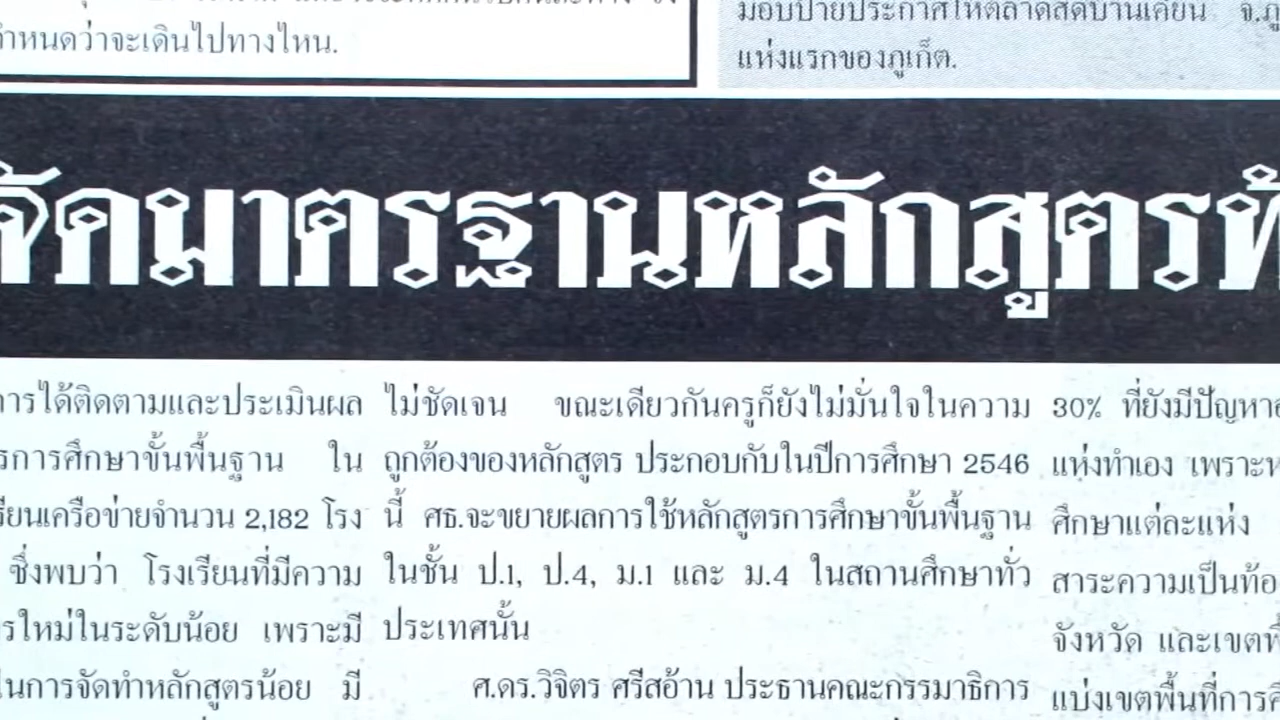 กำหนดว่าจะเดินไปทางไหน.
มอบป้ายประกาศให้ตลาดสดบ้านเคียน จ.ภู
แห่งแรกของภูเก็ต.
จัดมาตรฐานหลักสูตรท้
การได้ติดตามและประเมินผล
รการศึกษาขั้นพื้นฐาน ใน
รียนเครือข่ายจำนวน 2,182 โรง
ซึ่งพบว่า โรงเรียนที่มีความ
รใหม่ในระดับน้อย เพราะมี
ในการจัดทำหลักสูตรน้อย มี
ไม่ชัดเจน ขณะเดียวกันครูก็ยังไม่มั่นใจในความ
ถูกต้องของหลักสูตร ประกอบกับในปีการศึกษา 2546
นี้ ศธ.จะขยายผลการใช้หลักสูตรการศึกษาขั้นพื้นฐาน
ในชั้น ป.1, ป.4, ม.1 และ ม.4 ในสถานศึกษาทั่ว
ประเทศนั้น
ศ.ดร.วิจิตร ศรีสอ้าน ประธานคณะกรรมาธิการ
30% ที่ยังมีปัญหา
แห่งทำเอง เพราะห
ศึกษาแต่ละแห่ง
สาระความเป็นท้อ
จังหวัด และเขตพื้
แบ่งเขตพื้นที่การศึ